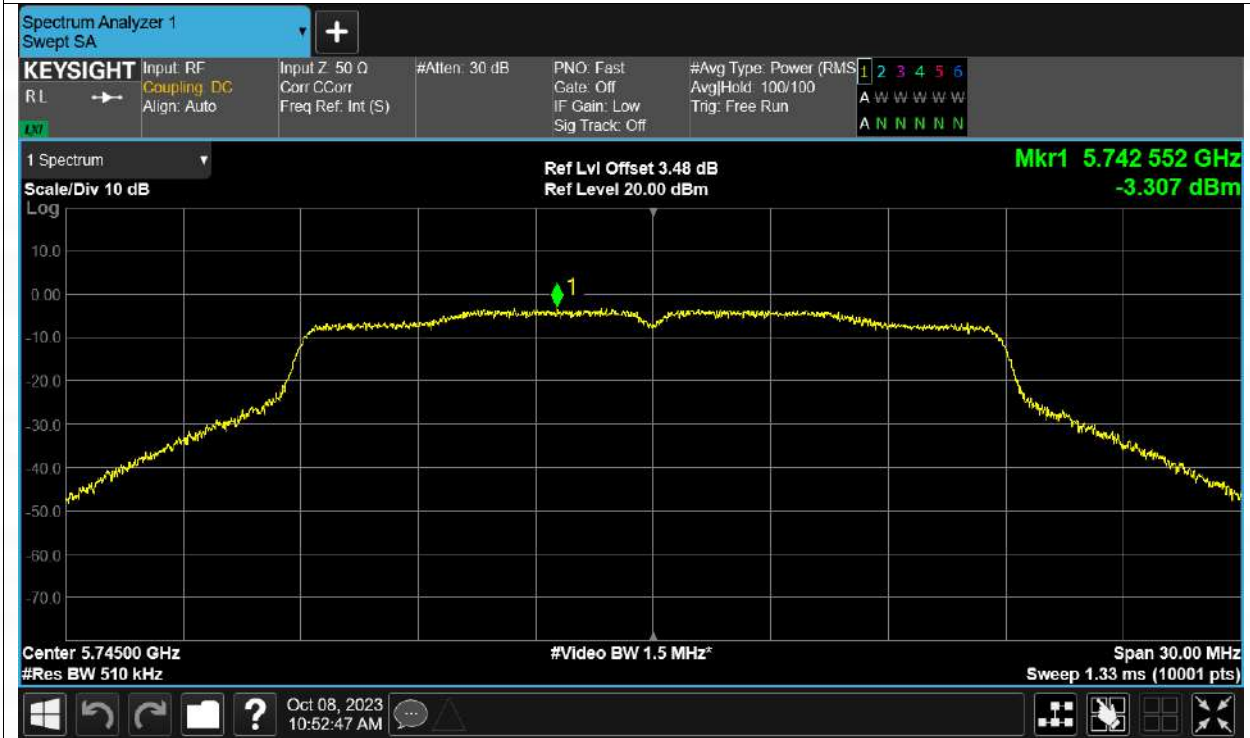 Spectrum Analyzer 1
Swept SA
+
KEYSIGHT
RL
LXI
Input: RF
Coupling: DC
Align: Auto
Input Z: 50 Ω
Corr CCorr
Freq Ref: Int (S)
#Atten: 30 dB
PNO: Fast
Gate: Off
IF Gain: Low
Sig Track: Off
#Avg Type: Power (RMS
Avg|Hold: 100/100
Trig: Free Run
1 2 3 4 5 6
A W W W W W
A N N N N N
1 Spectrum
Scale/Div 10 dB
Log
Ref Lvl Offset 3.48 dB
Ref Level 20.00 dBm
Mkr1 5.742 552 GHz
-3.307 dBm
10.0
0.00
-10.0
-20.0
-30.0
-40.0
-50.0
-60.0
-70.0
1
Center 5.74500 GHz
#Res BW 510 kHz
#Video BW 1.5 MHz*
Span 30.00 MHz
Sweep 1.33 ms (10001 pts)
?
Oct 08, 2023
10:52:47 AM